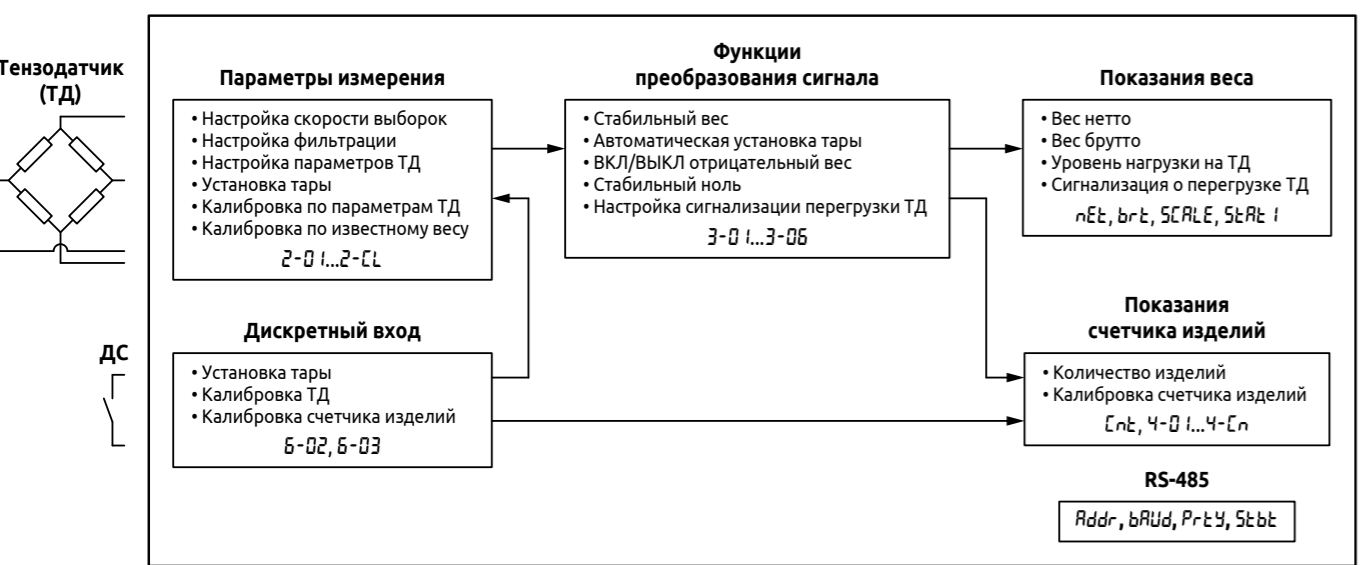 Тензодатчик
(ТД)
Параметры измерения
• Настройка скорости выборок
• Настройка фильтрации
• Настройка параметров ТД
• Установка тары
• Калибровка по параметрам ТД
• Калибровка по известному весу
2-01...2-CL
Функции
преобразования сигнала
• Стабильный вес
• Автоматическая установка тары
• ВКЛ/ВЫКЛ отрицательный вес
• Стабильный ноль
• Настройка сигнализации перегрузки ТД
3-01...3-06
Показания веса
• Вес нетто
• Вес брутто
• Уровень нагрузки на ТД
• Сигнализация о перегрузке ТД
nEt, brt, SCALE, StAt1
ДС
Дискретный вход
• Установка тары
• Калибровка ТД
• Калибровка счетчика изделий
6-02, 6-03
Показания
счетчика изделий
• Количество изделий
• Калибровка счетчика изделий
Cnt, 4-01...4-Cn
RS-485
Addr, bAUd, PrtY, Stbt